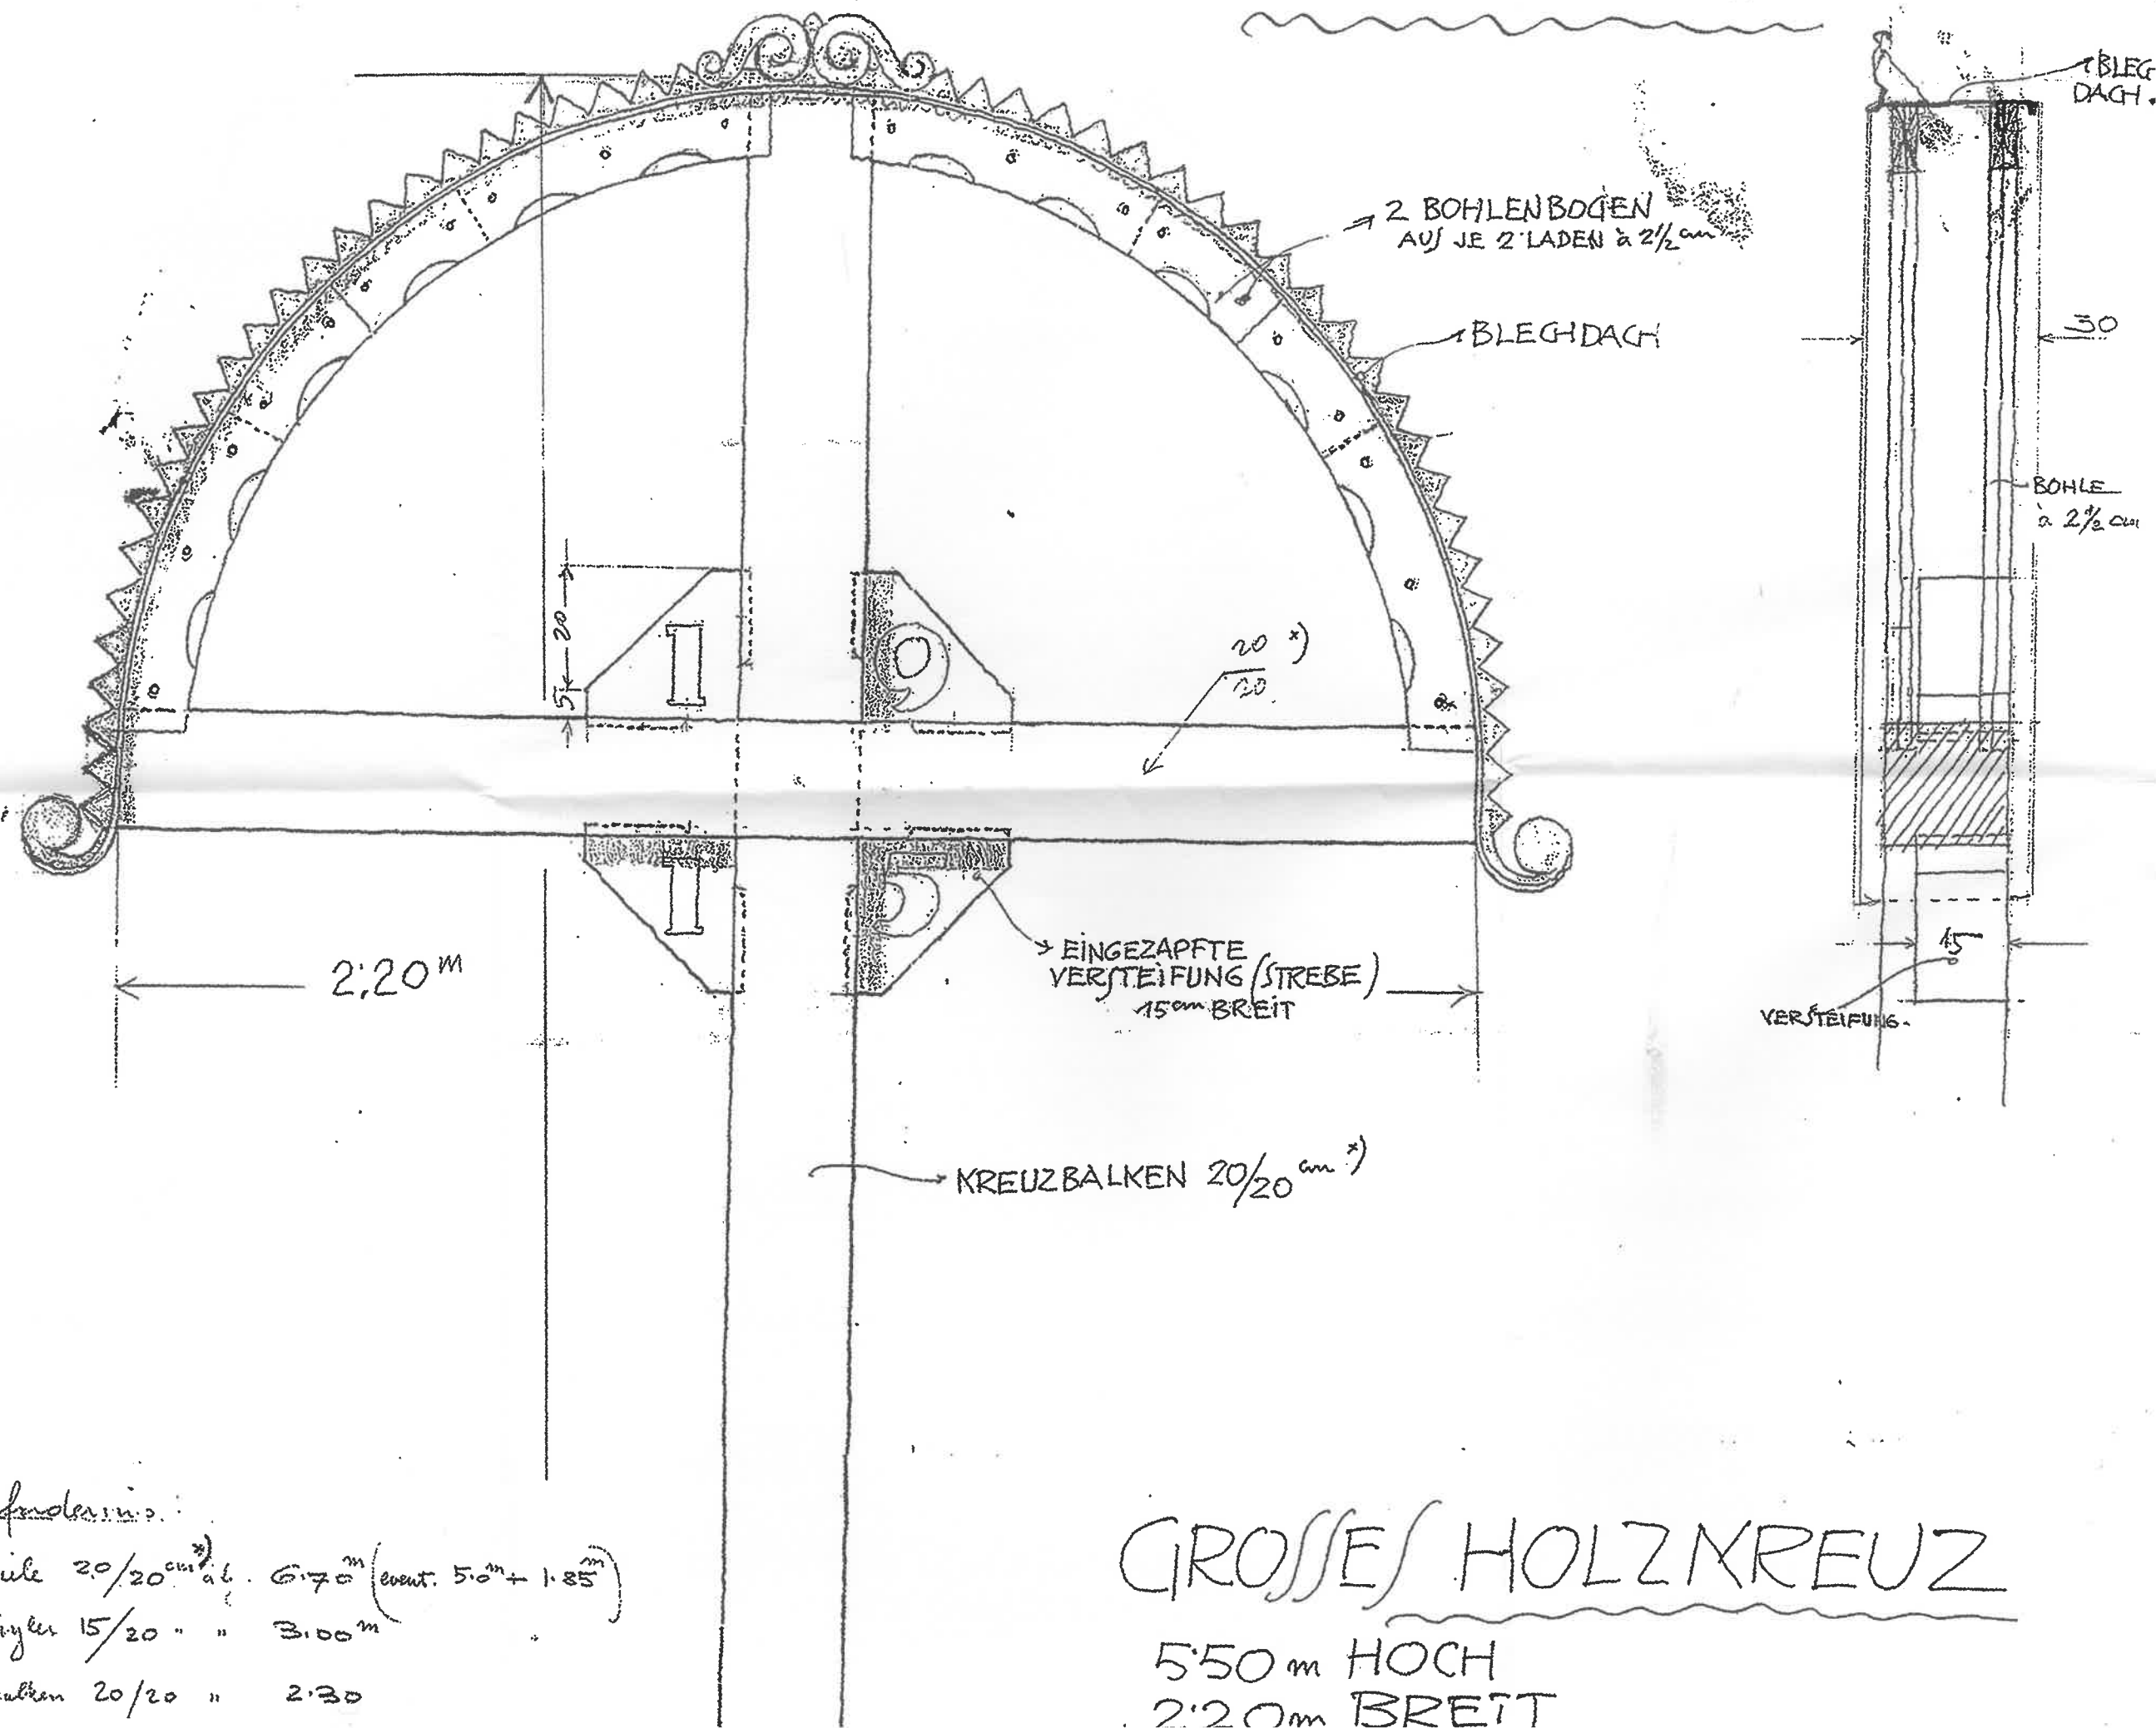 BLECH
DACH.
2 BOHLENBOGEN
AUS JE 2 LADEN à 2½ cm
BLECHDACH
30
BOHLE
à 2½ cm
20
5
I 9
20 x)
20
I 5
2.20 m
EINGEZAPFTE
VERSTEIFUNG (STREBE)
15 cm BREIT
15
VERSTEIFUNG.
KREUZBALKEN 20/20 cm x)
20/20 cm x) 6.70 m (event. 5.0 m + 1.85 m)
15/20 " " 3.00 m
20/20 " 2.30
GROSSES HOLZKREUZ
5.50 m HOCH
2.20 m BREIT